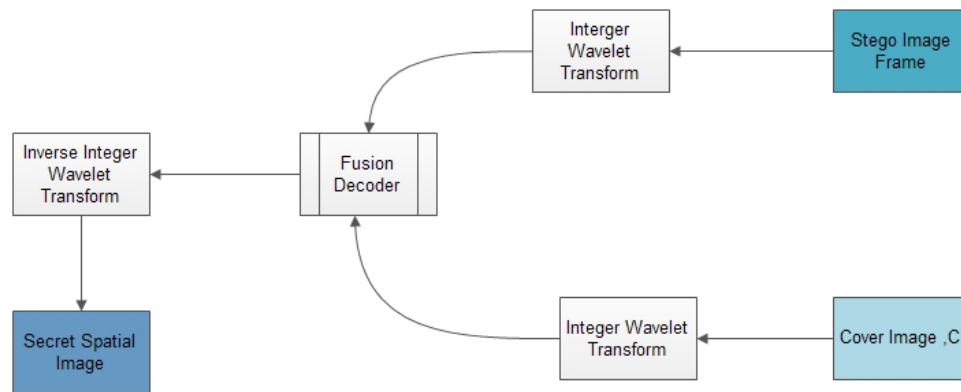 Interger
Wavelet
Transform
Stego Image
Frame
Inverse Integer
Wavelet
Transform
Fusion
Decoder
Secret Spatial
Image
Integer Wavelet
Transform
Cover Image ,C